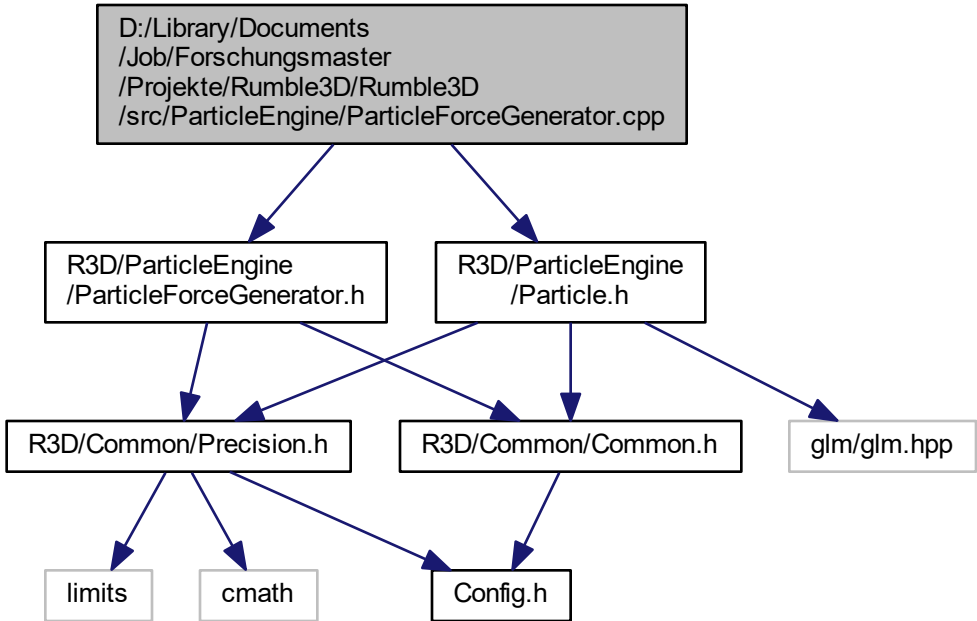 D:/Library/Documents
/Job/Forschungsmaster
/Projekte/Rumble3D/Rumble3D
/src/ParticleEngine/ParticleForceGenerator.cpp
R3D/ParticleEngine
/ParticleForceGenerator.h
R3D/ParticleEngine
/Particle.h
R3D/Common/Precision.h
R3D/Common/Common.h
glm/glm.hpp
limits
cmath
Config.h